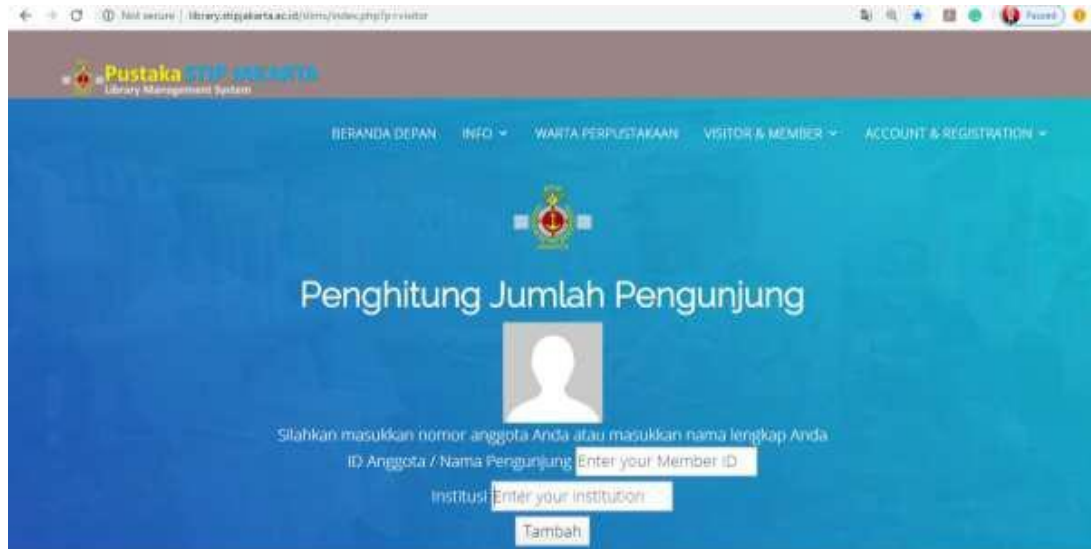 Not secure | library.stipjakarta.ac.id/slims/index.php?p=visitor
Paused
Pustaka STIP JAKARTA
Library Management System
BERANDA DEPAN INFO WARTA PERPUSTAKAAN VISITOR & MEMBER ACCOUNT & REGISTRATION
Penghitung Jumlah Pengunjung
Silahkan masukkan nomor anggota Anda atau masukkan nama lengkap Anda
ID Anggota / Nama Pengunjung Enter your Member ID
Institusi Enter your institution
Tambah